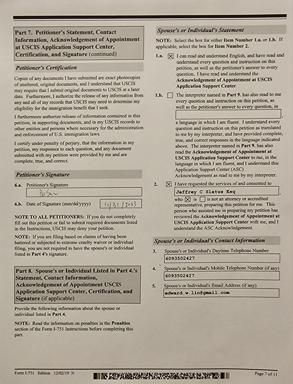 Part 7. Petitioner's Statement, Contact
Information, Acknowledgement of Appointment
at USCIS Application Support Center,
Certification, and Signature (continued)
Petitioner's Certification
Copies of any documents I have submitted are exact photocopies
of unaltered, original documents, and I understand that USCIS
may require that I submit original documents to USCIS at a later
date. Furthermore, I authorize the release of any information from
any and all of my records that USCIS may need to determine my
eligibility for the immigration benefit that I seek.
I furthermore authorize release of information contained in this
petition, in supporting documents, and in my USCIS records to
other entities and persons where necessary for the administration
and enforcement of U.S. immigration laws.
I certify under penalty of perjury, that the information in my
petition, my responses to each question, and any document
submitted with my petition were provided by me and are
complete, true, and correct.
Petitioner's Signature
6.a. Petitioner's Signature
6.b. Date of Signature (mm/dd/yyyy)
NOTE TO ALL PETITIONERS: If you do not completely
fill out this petition or fail to submit required documents listed
in the Instructions, USCIS may deny your petition.
NOTE: If you are filing based on claims of having been
battered or subjected to extreme cruelty waiver or individual
filing, you are not required to have the spouse's or individual
listed in Part 4's signature.
Part 8. Spouse's or Individual Listed in Part 4.'s
Statement, Contact Information,
Acknowledgement of Appointment at USCIS
Application Support Center, Certification, and
Signature (if applicable)
Provide the following information about the spouse or
individual listed in Part 4.
NOTE: Read the information on penalties in the Penalties
section of the Form I-751 Instructions before completing this
part.
Spouse's or Individual's Statement
NOTE: Select the box for either Item Number 1.a. or 1.b. If
applicable, select the box for Item Number 2.
1.a. X I can read and understand English, and have read and
understand every question and instruction on this
petition, as well as the petitioner's answer to every
question. I have read and understand the
Acknowledgement of Appointment at USCIS
Application Support Center
1.b. The interpreter named in Part 9. has also read to me
every question and instruction on this petition, as
well as the petitioner's answer to every question, in
a language in which I am fluent. I understand every
question and instruction on this petition as translated
to me by my interpreter, and have provided complete,
true, and correct responses in the language indicated
above. The interpreter named in Part 9. has also
read the Acknowledgement of Appointment at
USCIS Application Support Center to me, in the
language in which I am fluent, and I understand this
Application Support Center (ASC)
Acknowledgement as read to me by my interpreter.
2. X I have requested the services of and consented to
Jeffrey C Slatus Esq
who X is is not an attorney or accredited
representative, preparing this petition for me. This
person who assisted me in preparing my petition has
reviewed the Acknowledgement of Appointment at
USCIS Application Support Center with me, and I
understand the ASC Acknowledgement.
Spouse's or Individual's Contact Information
3. Spouse's or Individual's Daytime Telephone Number
6093502427
4. Spouse's or Individual's Mobile Telephone Number (if any)
6093502427
5. Spouse's or Individual's Email Address (if any)
Form I-751 Edition 12/02/19 N
Page 7 of 11